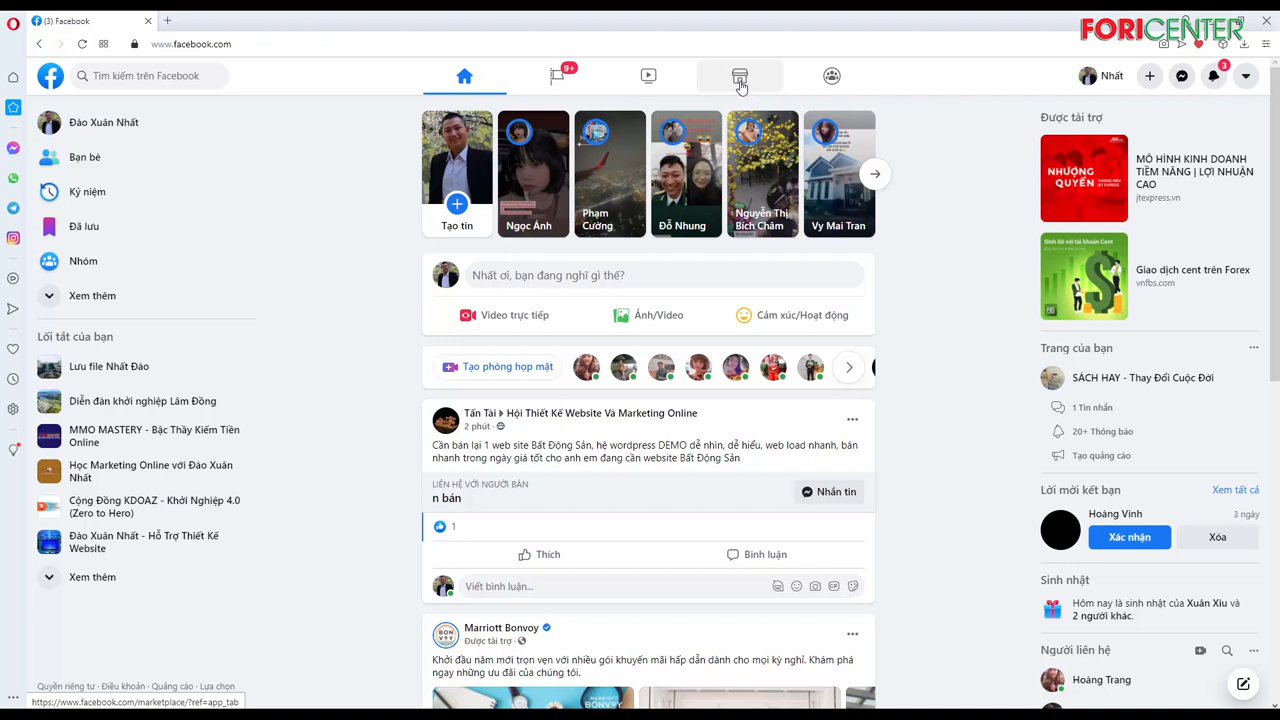 (3) Facebook
FORICENTER
www.facebook.com
Tìm kiếm trên Facebook
9+
Nhất
3
Đào Xuân Nhất
Bạn bè
Kỷ niệm
Đã lưu
Nhóm
Xem thêm
Lối tắt của bạn
Lưu file Nhất Đào
Diễn đàn khởi nghiệp Lâm Đồng
MMO MASTERY - Bậc Thầy Kiếm Tiền
Online
Học Marketing Online với Đào Xuân
Nhất
Cộng Đồng KDOAZ - Khởi Nghiệp 4.0
(Zero to Hero)
Đào Xuân Nhất - Hỗ Trợ Thiết Kế
Website
Xem thêm
Quyền riêng tư · Điều khoản · Quảng cáo · Lựa chọn
https://www.facebook.com/marketplace/?ref=app_tab
Tạo tin
Ngọc Ánh
Phạm
Cường
Đỗ Nhung
Nguyễn Thị
Bích Châm
Vy Mai Tran
Nhất ơi, bạn đang nghĩ gì thế?
Video trực tiếp
Ảnh/Video
Cảm xúc/Hoạt động
Tạo phòng họp mặt
Tấn Tài ▸ Hội Thiết Kế Website Và Marketing Online
2 phút ·
Cần bán lại 1 web site Bất Động Sản, hệ wordpress DEMO dễ nhìn, dễ hiểu, web load nhanh, bán
nhanh trong ngày giá tốt cho anh em đang cần website Bất Động Sản
LIÊN HỆ VỚI NGƯỜI BÁN
n bán
Nhắn tin
1
Thích
Bình luận
Viết bình luận...
GIF
Marriott Bonvoy
Được tài trợ ·
Khởi đầu năm mới trọn vẹn với nhiều gói khuyến mãi hấp dẫn dành cho mọi kỳ nghỉ. Khám phá
ngay những ưu đãi của chúng tôi.
Được tài trợ
NHƯỢNG
QUYỀN
MÔ HÌNH KINH DOANH
TIỀM NĂNG | LỢI NHUẬN
CAO
jtexpress.vn
Sinh lời với tài khoản Cent
Giao dịch cent trên Forex
vnfbs.com
Trang của bạn
SÁCH HAY - Thay Đổi Cuộc Đời
1 Tin nhắn
20+ Thông báo
Tạo quảng cáo
Lời mời kết bạn
Xem tất cả
Hoàng Vinh
3 ngày
Xác nhận
Xóa
Sinh nhật
Hôm nay là sinh nhật của Xuân Xiu và
2 người khác.
Người liên hệ
Hoàng Trang